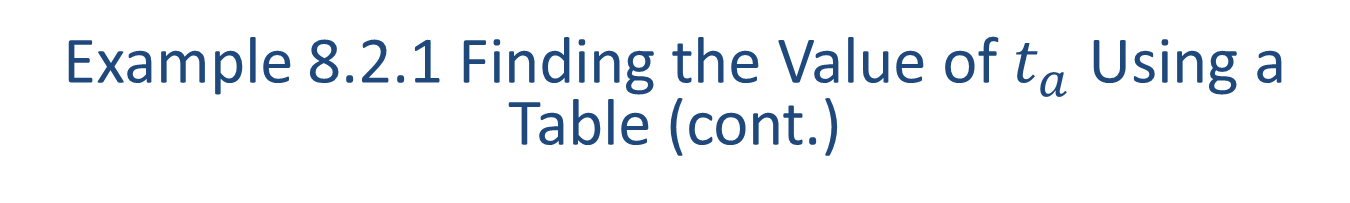 Example 8.2.1 Finding the Value of tₐ Using a
Table (cont.)